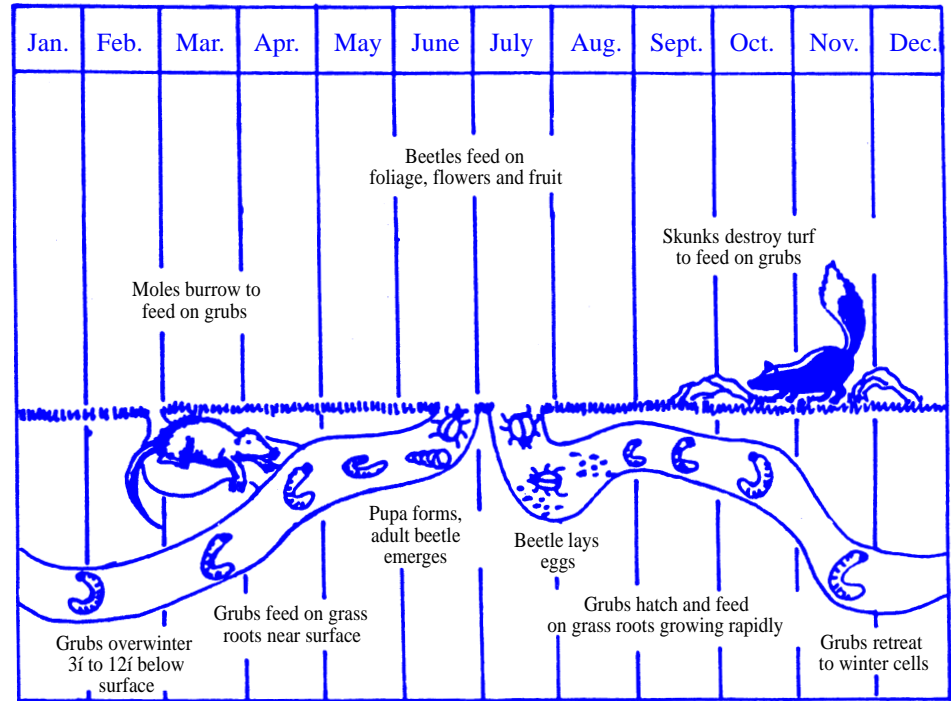 Jan. Feb. Mar. Apr. May June July Aug. Sept. Oct. Nov. Dec.
Beetles feed on
foliage, flowers and fruit
Skunks destroy turf
to feed on grubs
Moles burrow to
feed on grubs
Pupa forms,
adult beetle
emerges
Beetle lays
eggs
Grubs feed on grass
roots near surface
Grubs hatch and feed
on grass roots growing rapidly
Grubs overwinter
3í to 12í below
surface
Grubs retreat
to winter cells